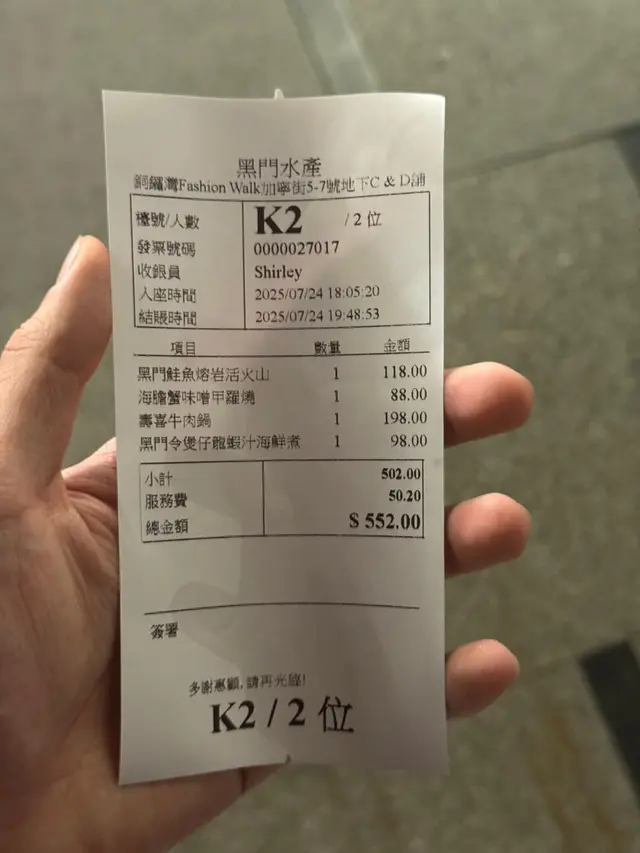 黑門水產
銅鑼灣Fashion Walk加寧街5-7號地下C & D舖
檯號/人數 K2 / 2 位
發票號碼 0000027017
收銀員 Shirley
入座時間 2025/07/24 18:05:20
結賬時間 2025/07/24 19:48:53
項目 數量 金額
黑門鮭魚熔岩活火山 1 118.00
海膽蟹味噌甲羅燒 1 88.00
壽喜牛肉鍋 1 198.00
黑門令煲仔龍蝦汁海鮮煮 1 98.00
小計 502.00
服務費 50.20
總金額 $ 552.00
簽署
多謝惠顧, 請再光臨!
K2 / 2 位